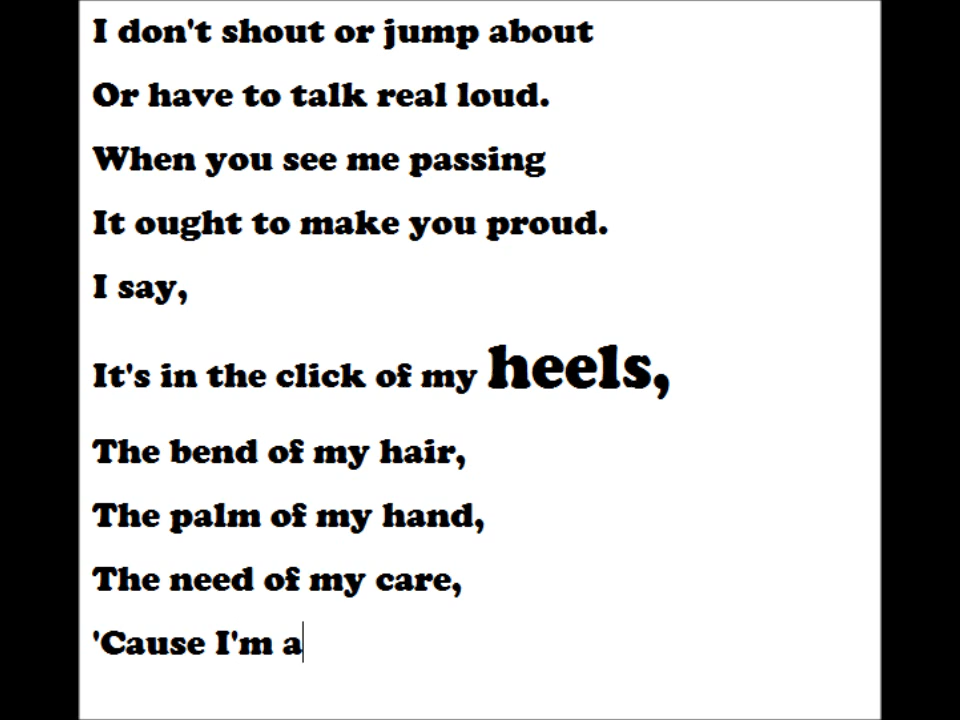 I don't shout or jump about
Or have to talk real loud.
When you see me passing
It ought to make you proud.
I say,
It's in the click of my heels,
The bend of my hair,
The palm of my hand,
The need of my care,
'Cause I'm a